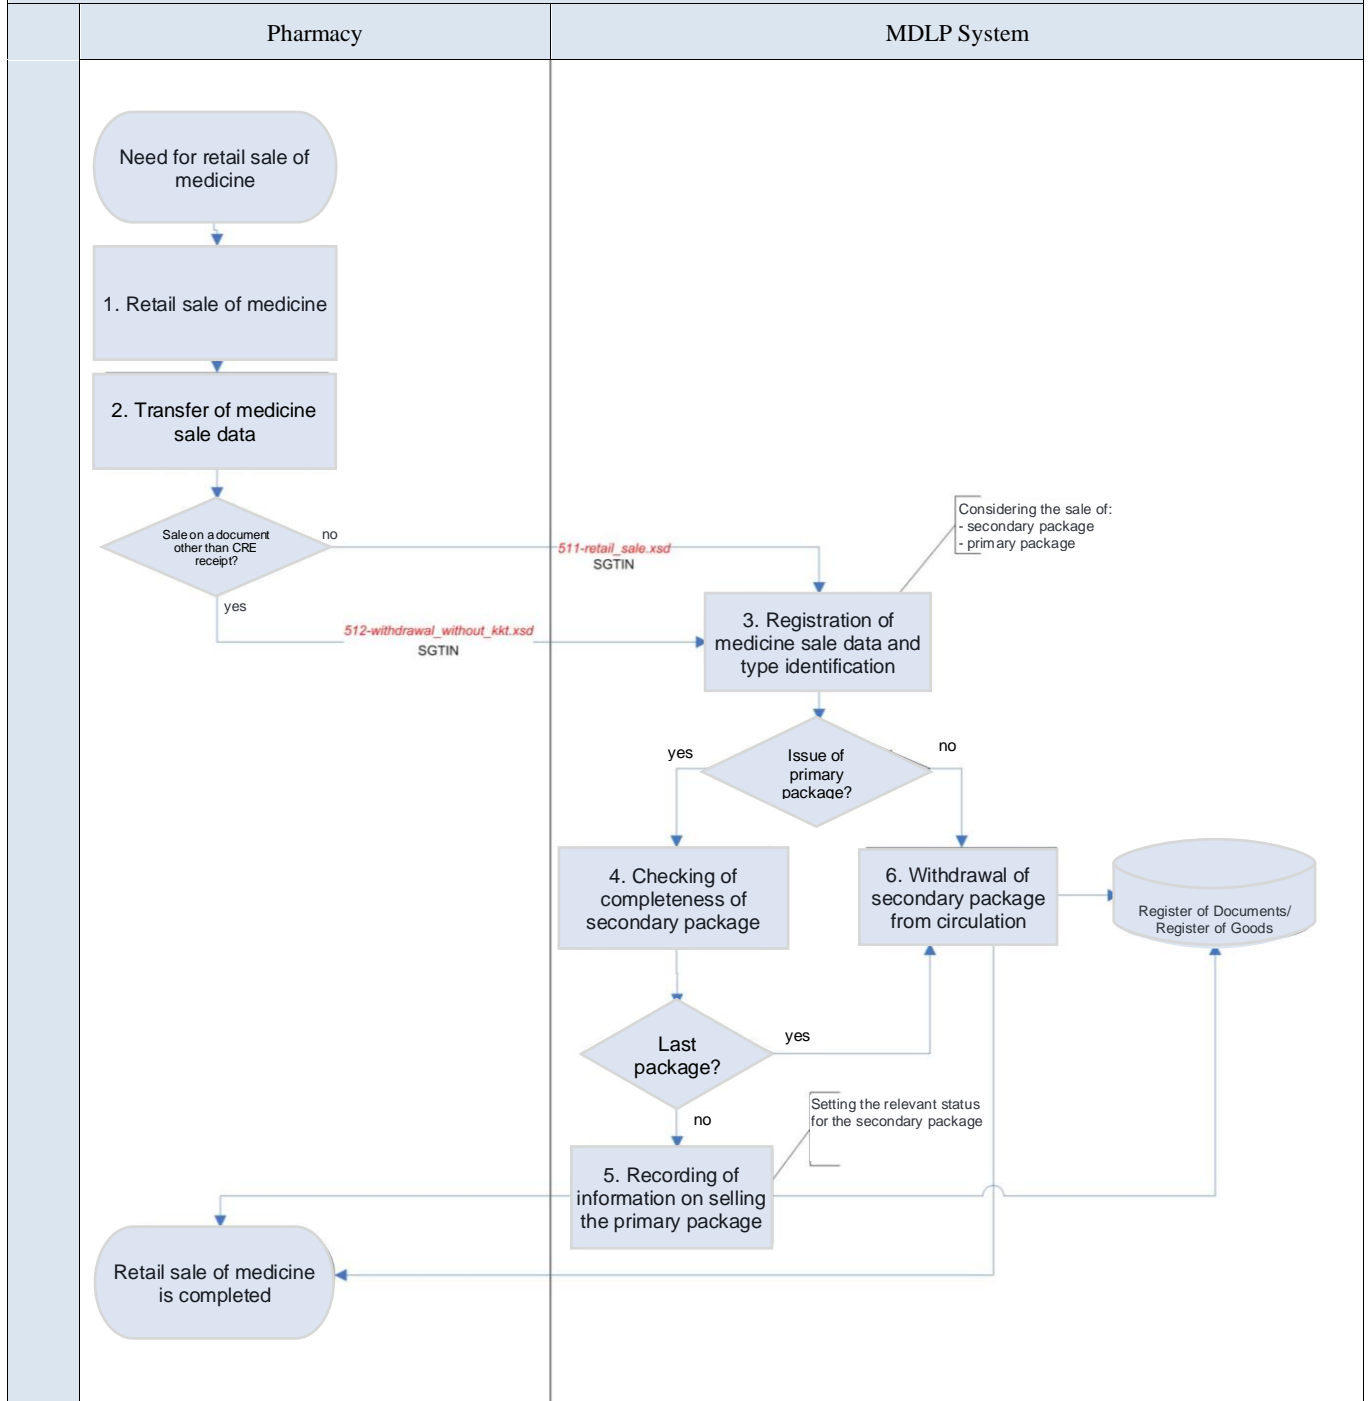 Pharmacy
MDLP System
Need for retail sale of
medicine
1. Retail sale of medicine
2. Transfer of medicine
sale data
Sale on a document
other than CRE
receipt?
no
yes
511-retail_sale.xsd
SGTIN
512-withdrawal_without_kkt.xsd
SGTIN
Considering the sale of:
- secondary package
- primary package
3. Registration of
medicine sale data and
type identification
Issue of
primary
package?
yes
no
4. Checking of
completeness of
secondary package
6. Withdrawal of
secondary package
from circulation
Register of Documents/
Register of Goods
Last
package?
yes
no
Setting the relevant status
for the secondary package
5. Recording of
information on selling
the primary package
Retail sale of medicine
is completed